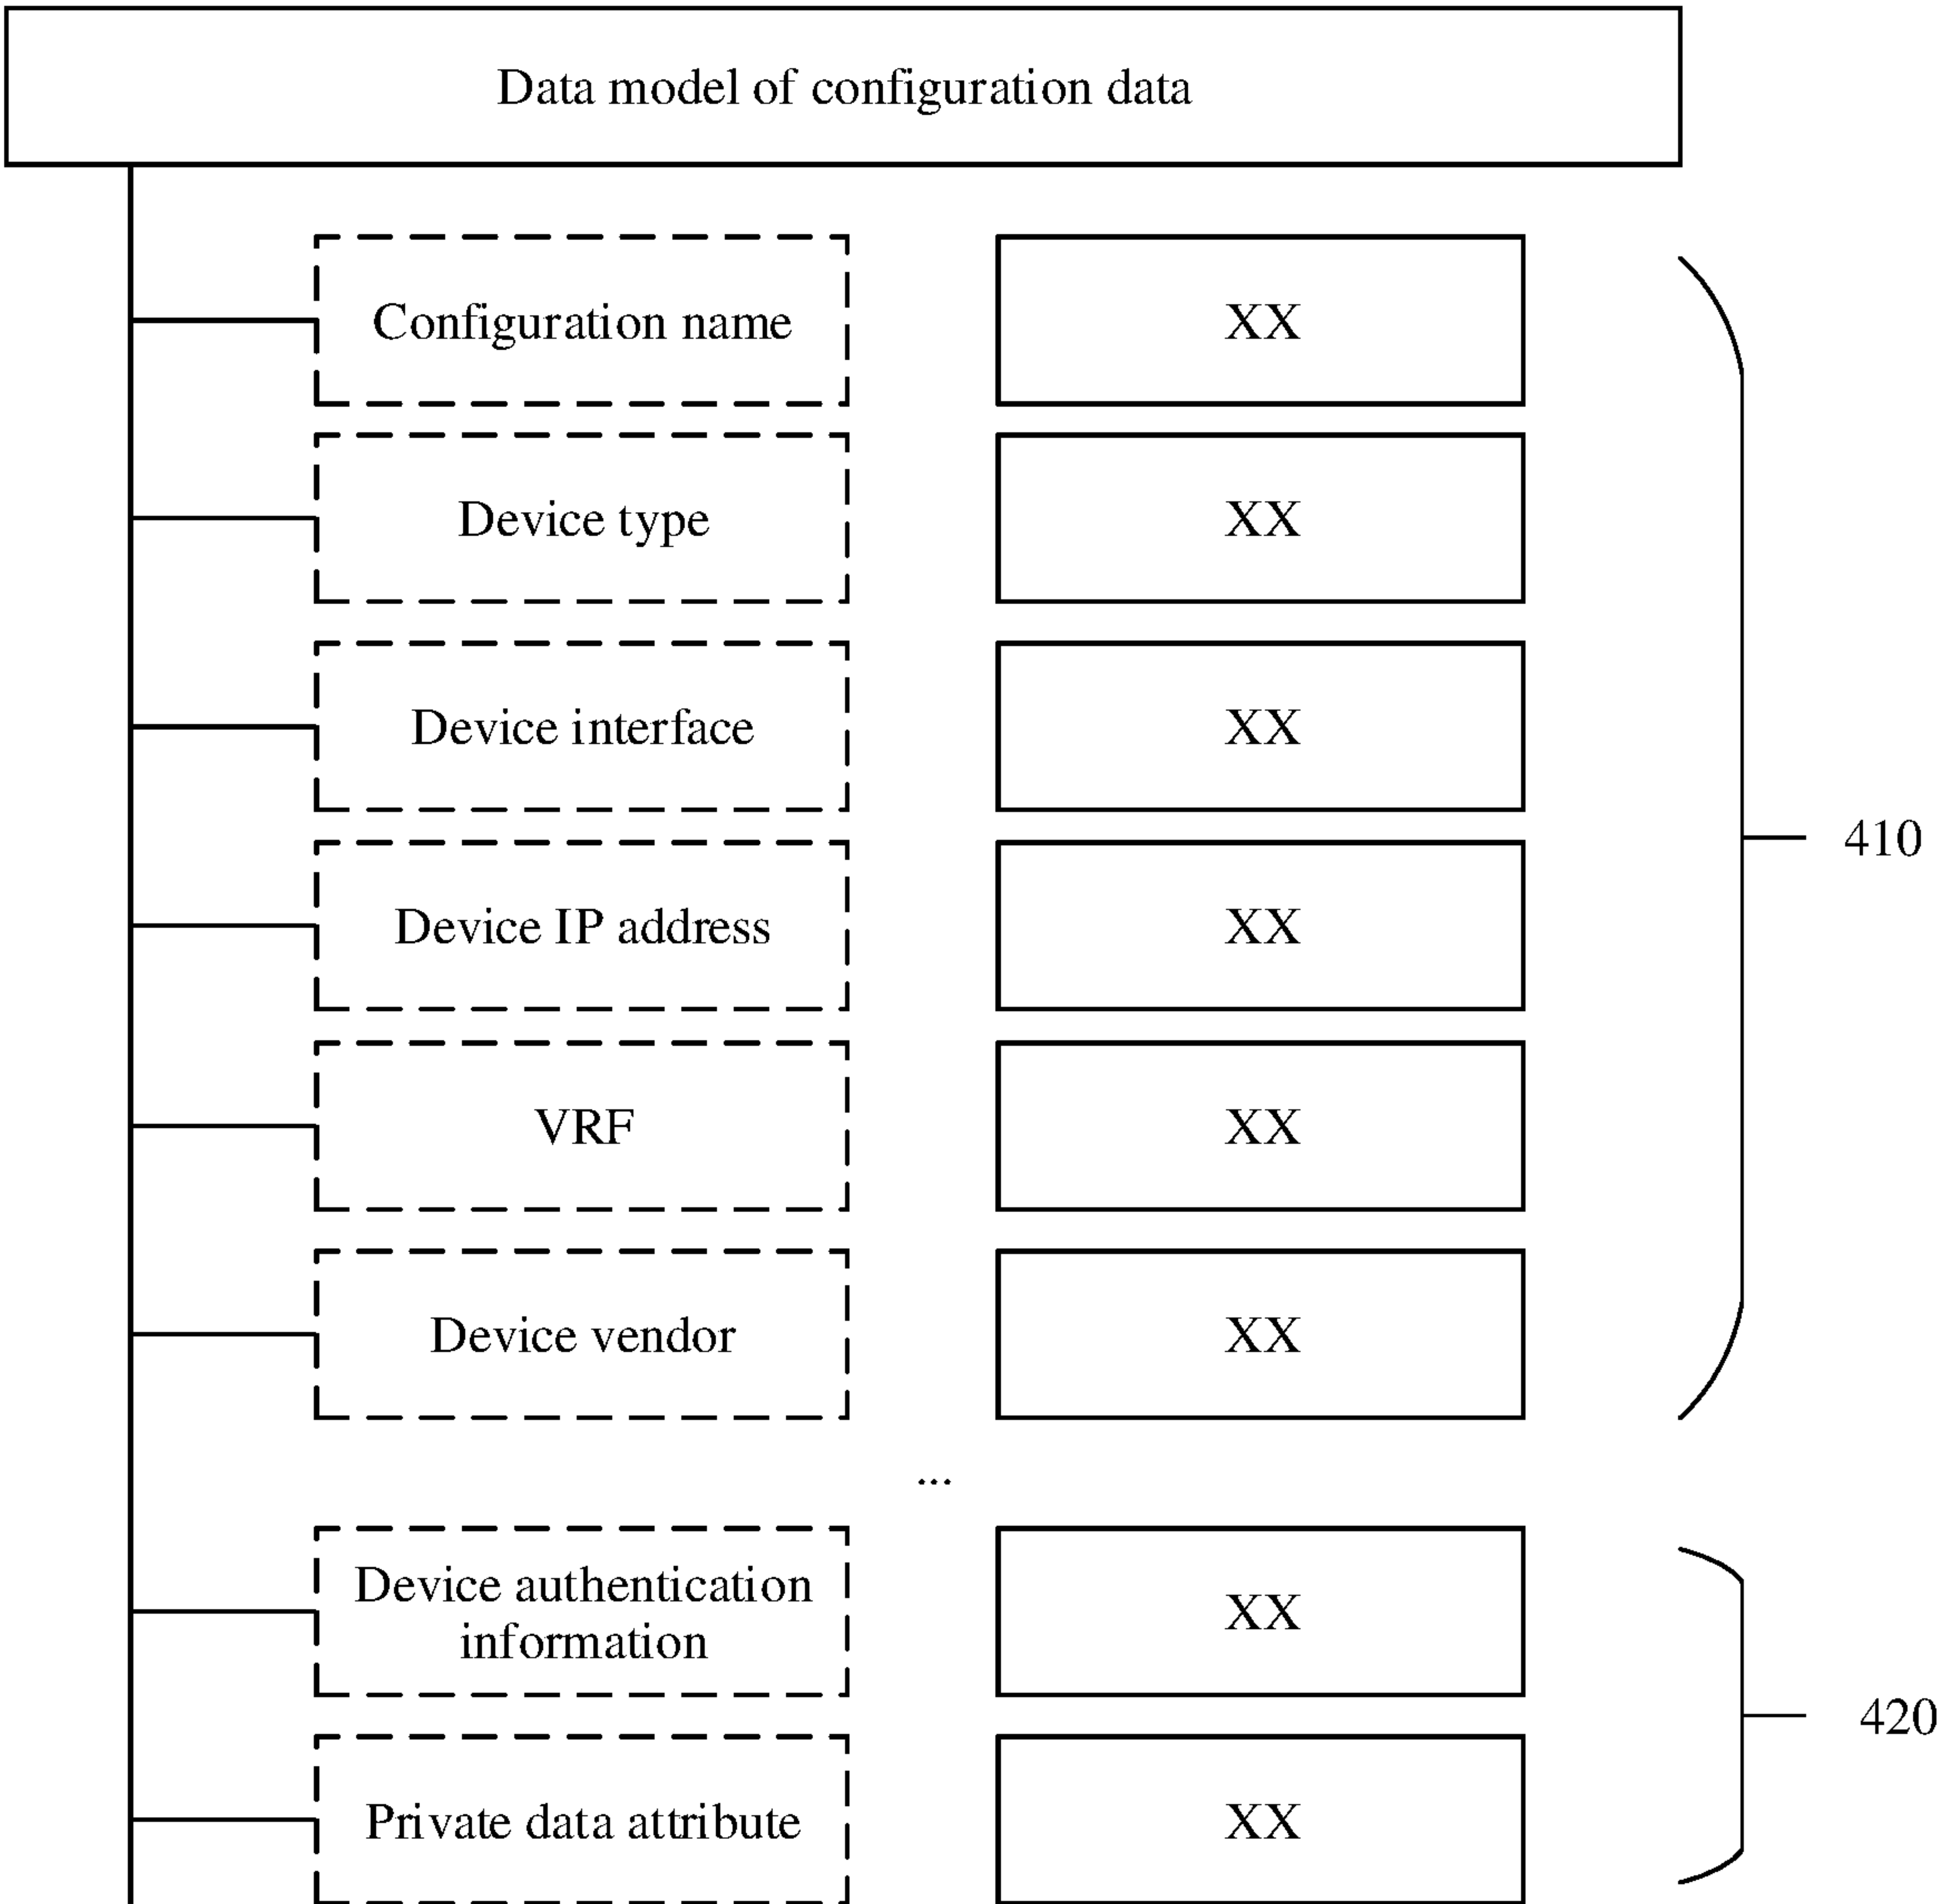 Data model of configuration data
Configuration name XX
Device type XX
Device interface XX
Device IP address XX
410
VRF XX
Device vendor XX
...
Device authentication
information
XX
420
Private data attribute XX